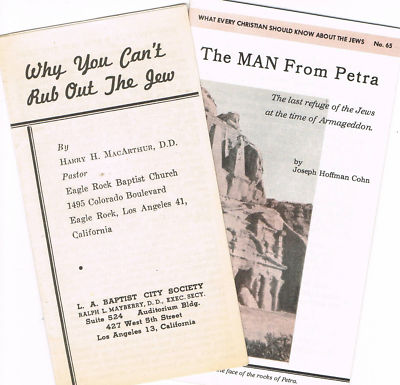 Why You Can't
Rub Out The Jew
By
HARRY H. MACARTHUR, D.D.
Pastor
Eagle Rock Baptist Church
1495 Colorado Boulevard
Eagle Rock, Los Angeles 41,
California
L. A. BAPTIST CITY SOCIETY
RALPH L. MAYBERRY, D. D., EXEC. SECY.
Suite 524 Auditorium Bldg.
427 West 5th Street
Los Angeles 13, California
WHAT EVERY CHRISTIAN SHOULD KNOW ABOUT THE JEWS No. 65
The MAN From Petra
The last refuge of the Jews
at the time of Armageddon.
by
Joseph Hoffman Cohn
face of the rocks of Petra.